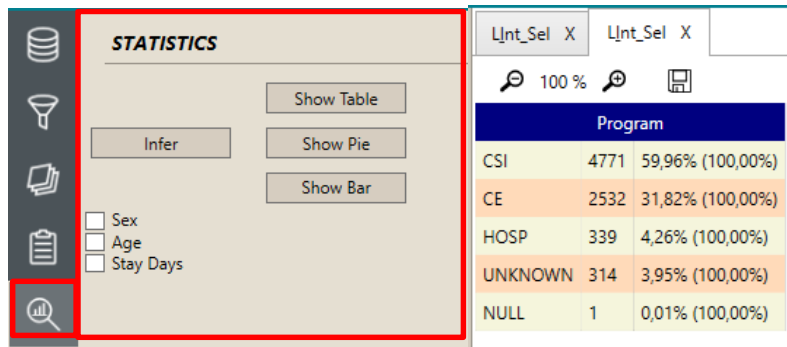 STATISTICS
Show Table
Infer
Show Pie
Show Bar
Sex
Age
Stay Days
LInt_Sel X
LInt_Sel X
100 %
Program
CSI 4771 59,96% (100,00%)
CE 2532 31,82% (100,00%)
HOSP 339 4,26% (100,00%)
UNKNOWN 314 3,95% (100,00%)
NULL 1 0,01% (100,00%)